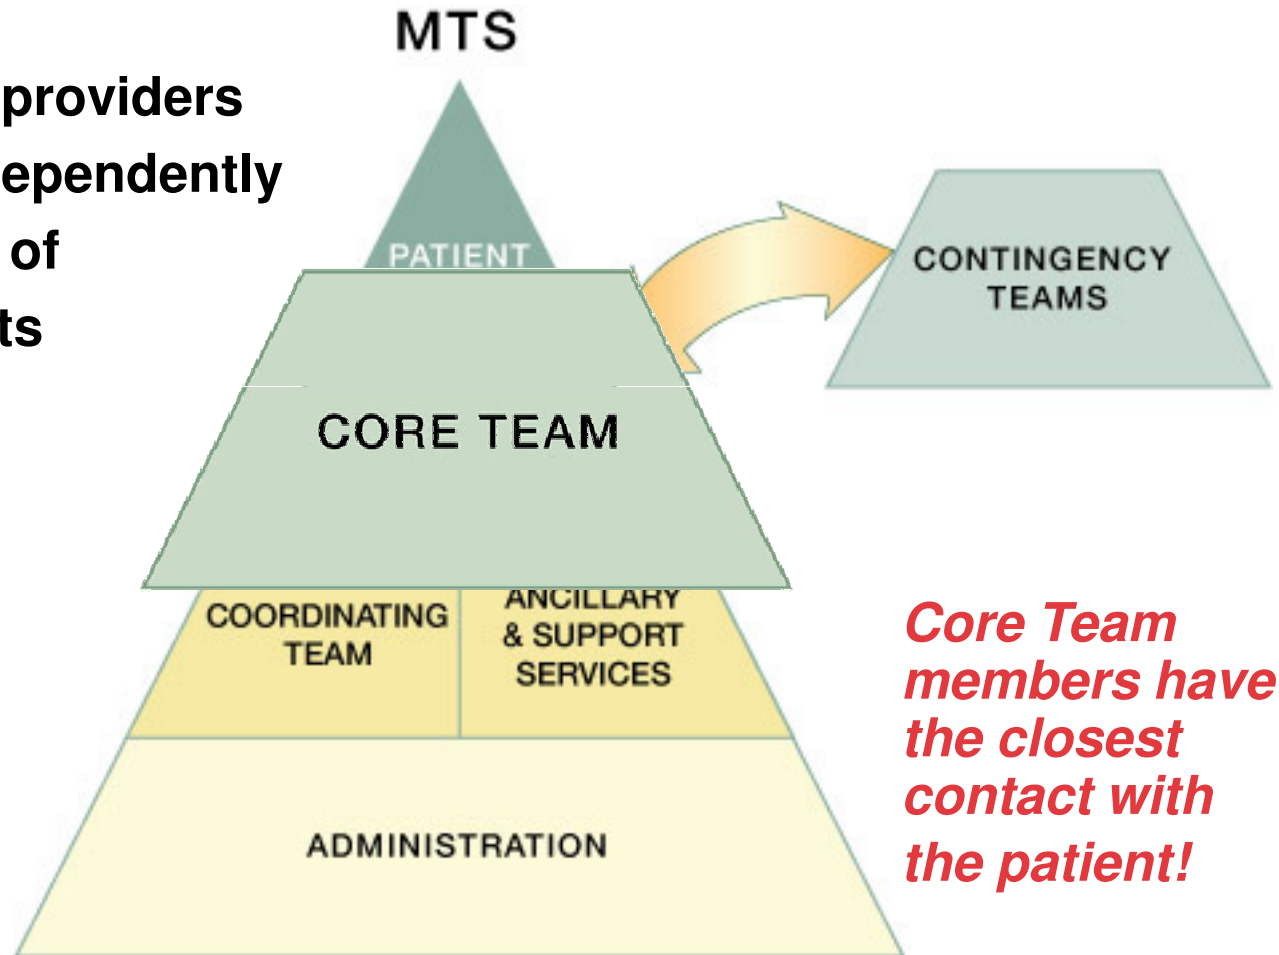 MTS
providers
ependently
of
ts
PATIENT
CONTINGENCY
TEAMS
CORE TEAM
COORDINATING
TEAM
ANCILLARY
& SUPPORT
SERVICES
ADMINISTRATION
Core Team
members have
the closest
contact with
the patient!